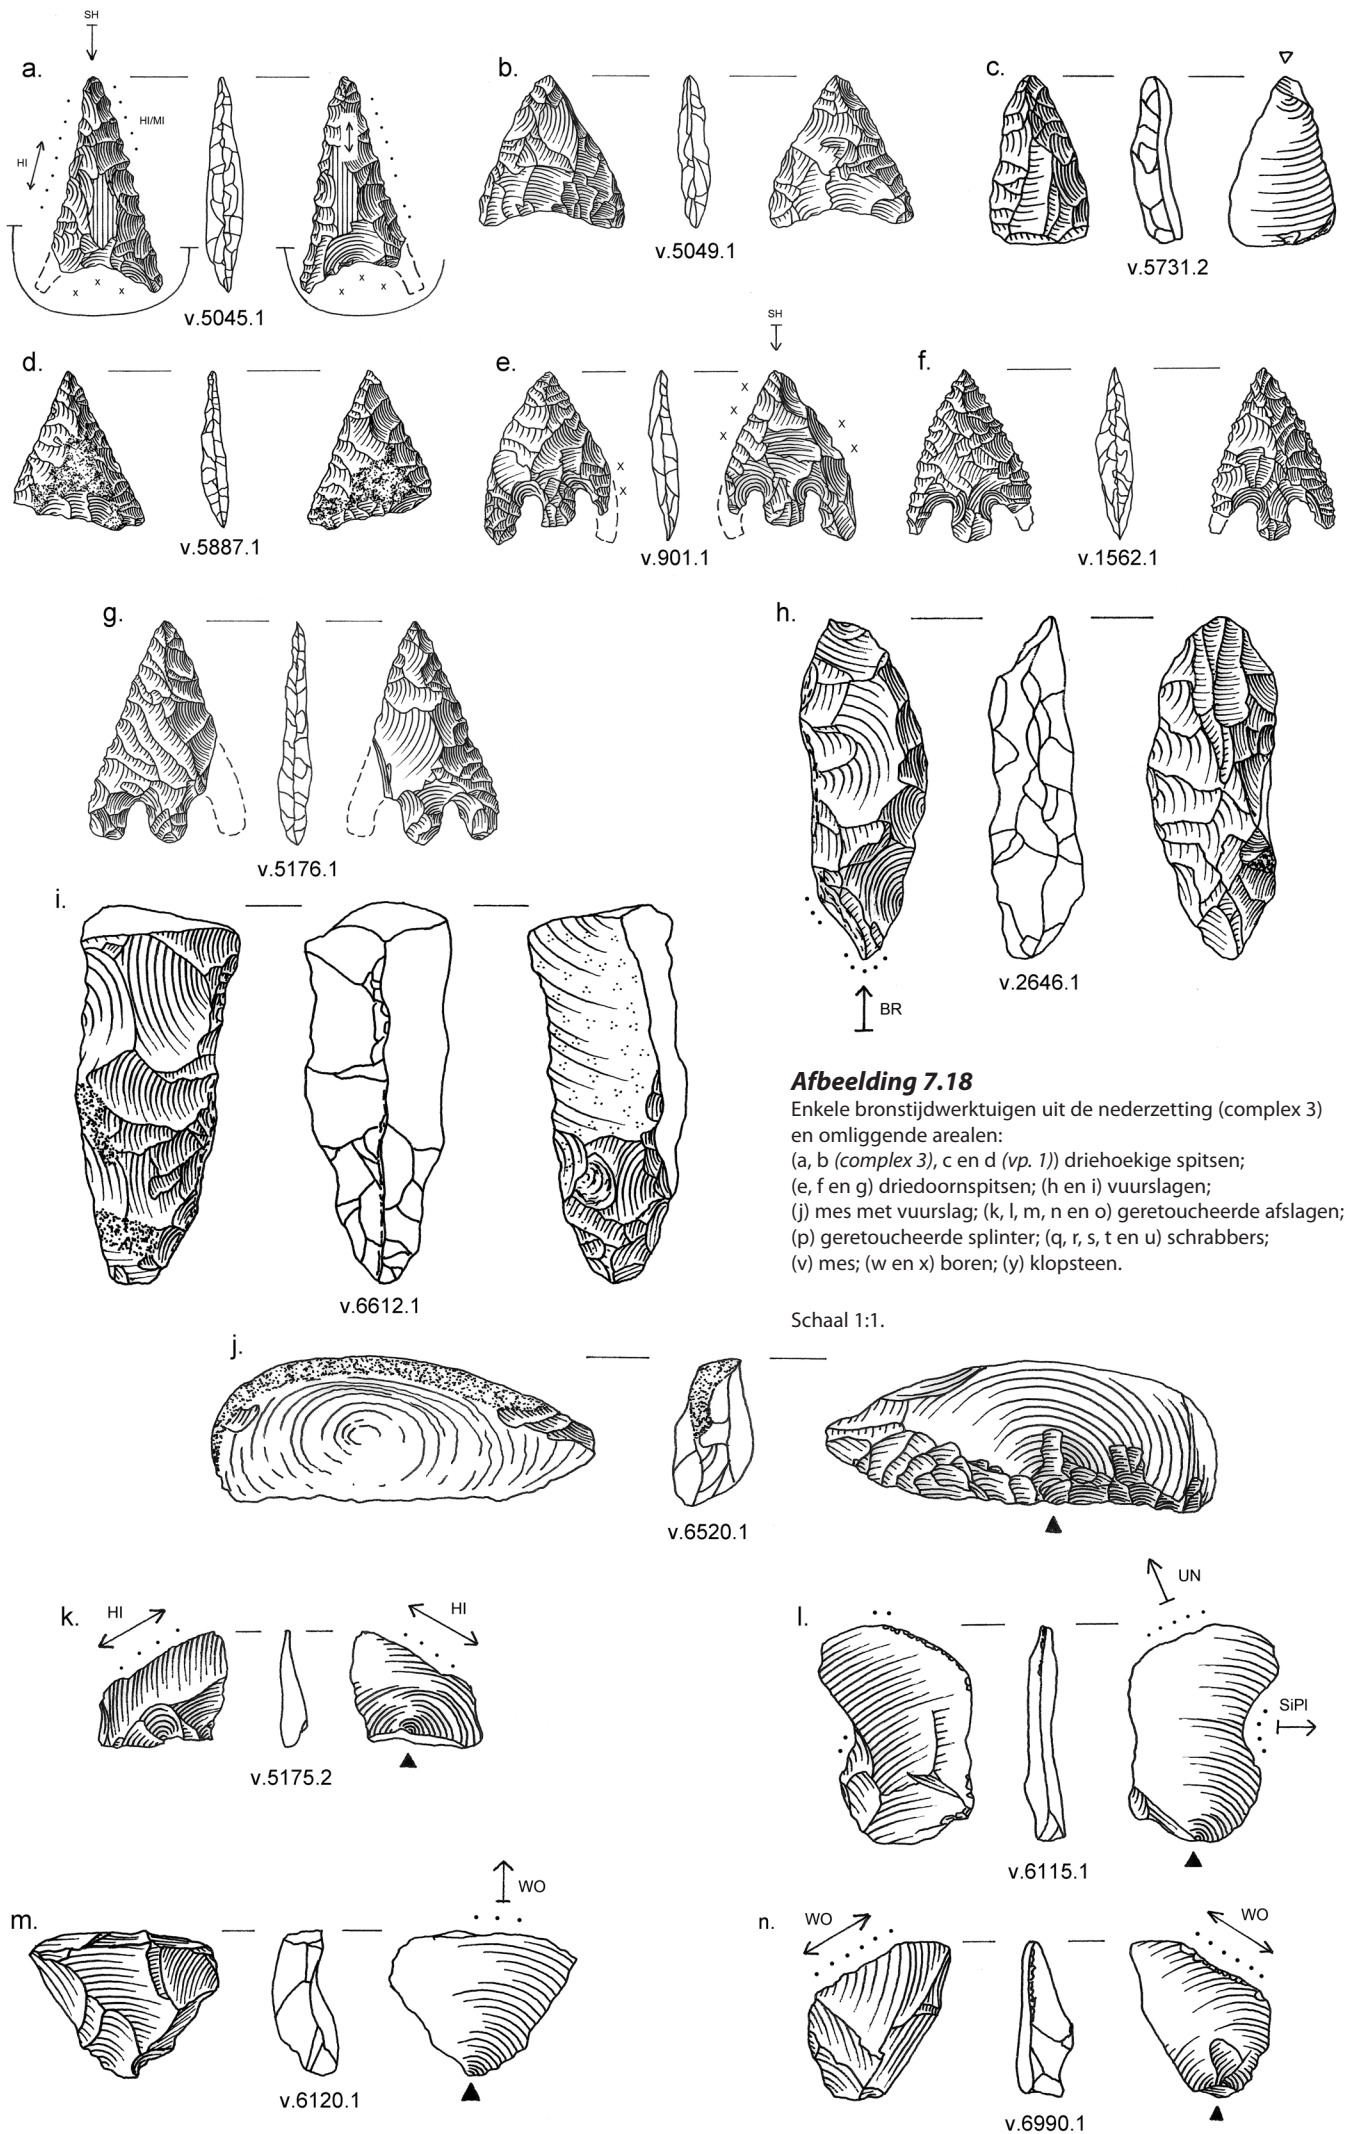 SH
a.
HI/MI
HI
v.5045.1
b.
v.5049.1
c.
v.5731.2
d.
v.5887.1
SH
e.
x
x
x
x
x
x
x
v.901.1
f.
v.1562.1
g.
v.5176.1
h.
v.2646.1
BR
i.
v.6612.1
Afbeelding 7.18
Enkele bronstijdwerktuigen uit de nederzetting (complex 3)
en omliggende arealen:
(a, b (complex 3), c en d (vp. 1)) driehoekige spitsen;
(e, f en g) driedoornspitsen; (h en i) vuurslagen;
(j) mes met vuurslag; (k, l, m, n en o) geretoucheerde afslagen;
(p) geretoucheerde splinter; (q, r, s, t en u) schrabbers;
(v) mes; (w en x) boren; (y) klopsteen.
Schaal 1:1.
j.
v.6520.1
k.
HI
HI
v.5175.2
l.
UN
SiPl
v.6115.1
m.
WO
v.6120.1
n.
WO
WO
v.6990.1
x x x
x x x